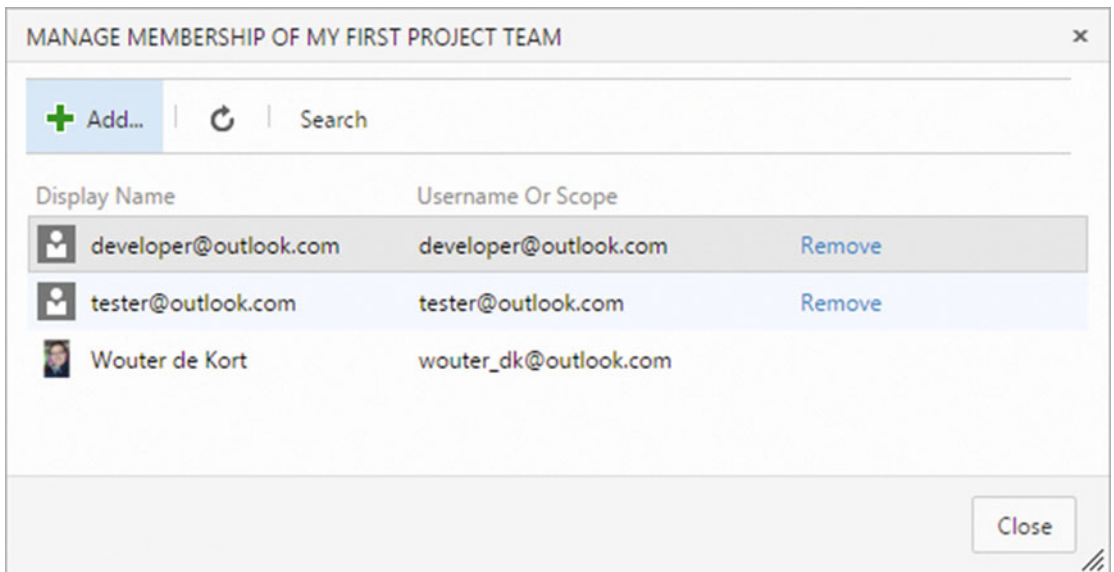 MANAGE MEMBERSHIP OF MY FIRST PROJECT TEAM
Add... Search
Display Name Username Or Scope
developer@outlook.com developer@outlook.com Remove
tester@outlook.com tester@outlook.com Remove
Wouter de Kort wouter_dk@outlook.com
Close